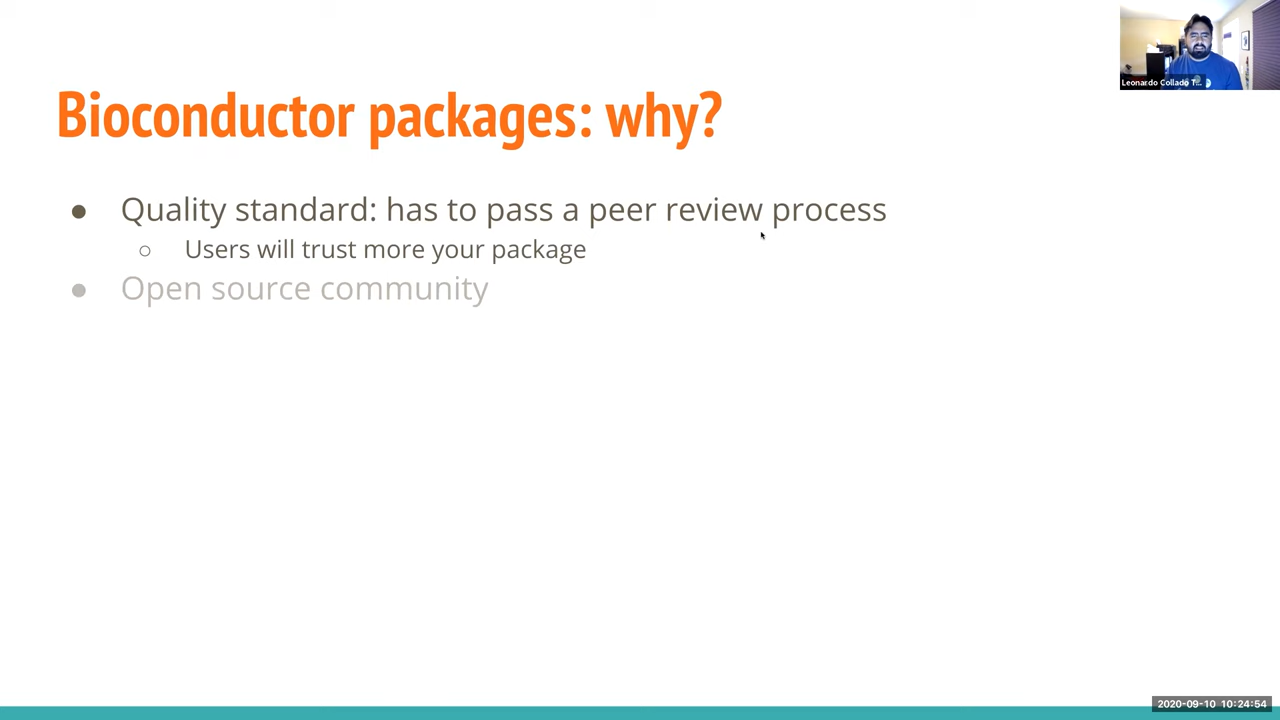 Leonardo Collado T...
Bioconductor packages: why?
● Quality standard: has to pass a peer review process
○ Users will trust more your package
● Open source community
2020-09-10 10:24:54